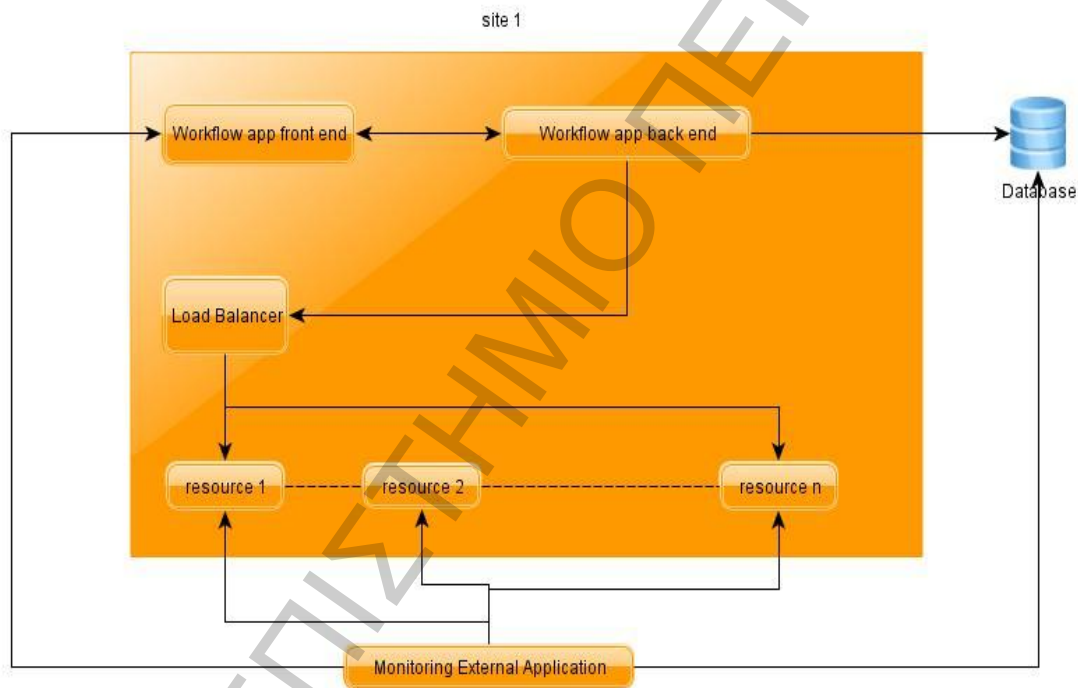 site 1
Workflow app front end
Workflow app back end
Database
Load Balancer
resource 1
resource 2
resource n
Monitoring External Application